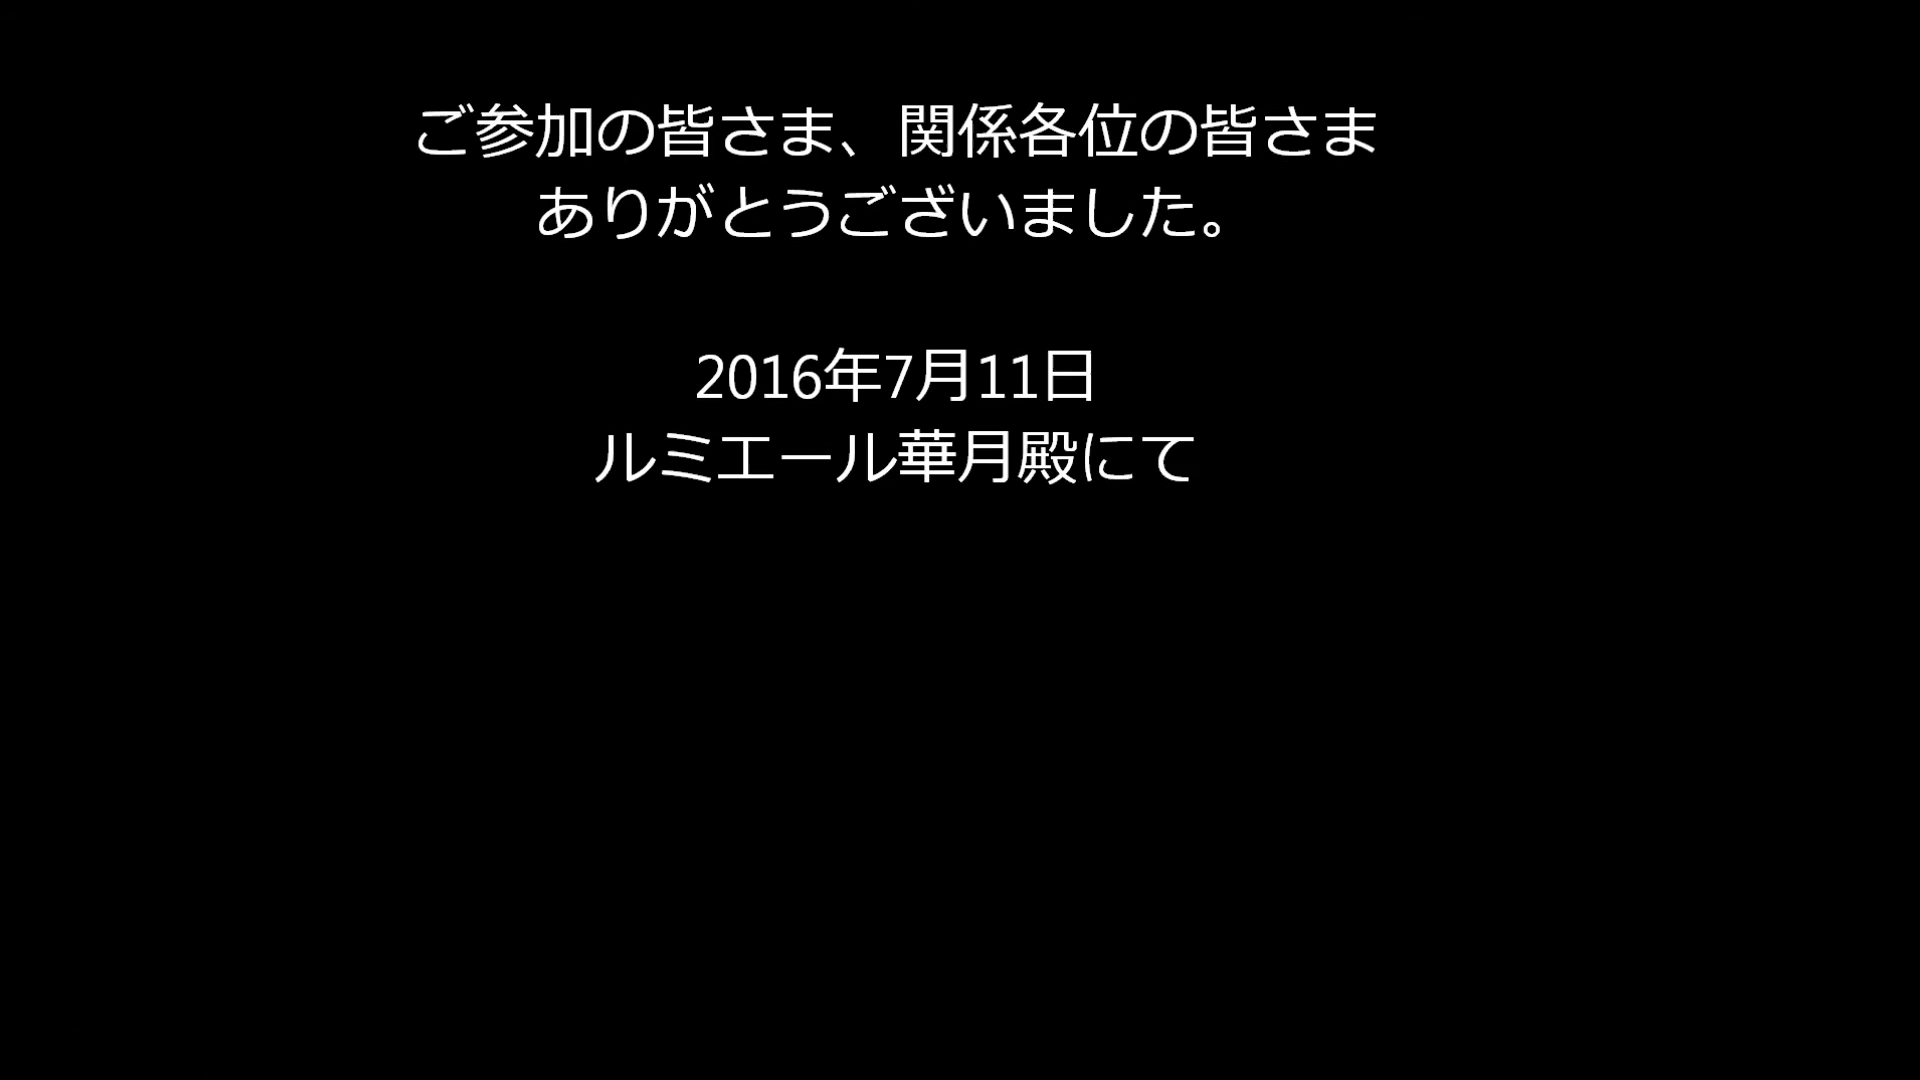 ご参加の皆さま、関係各位の皆さま
ありがとうございました。
2016年7月11日
ルミエール華月殿にて